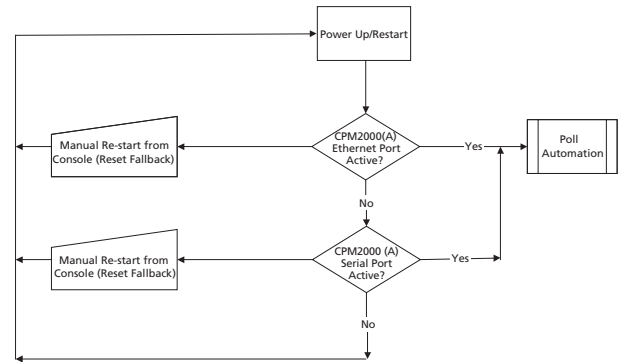 Power Up/Restart
CPM2000(A)
Ethernet Port
Active?
Manual Re-start from
Console (Reset Fallback)
Yes
Poll
Automation
No
CPM2000 (A)
Serial Port
Active?
Manual Re-start from
Console (Reset Fallback)
Yes
No